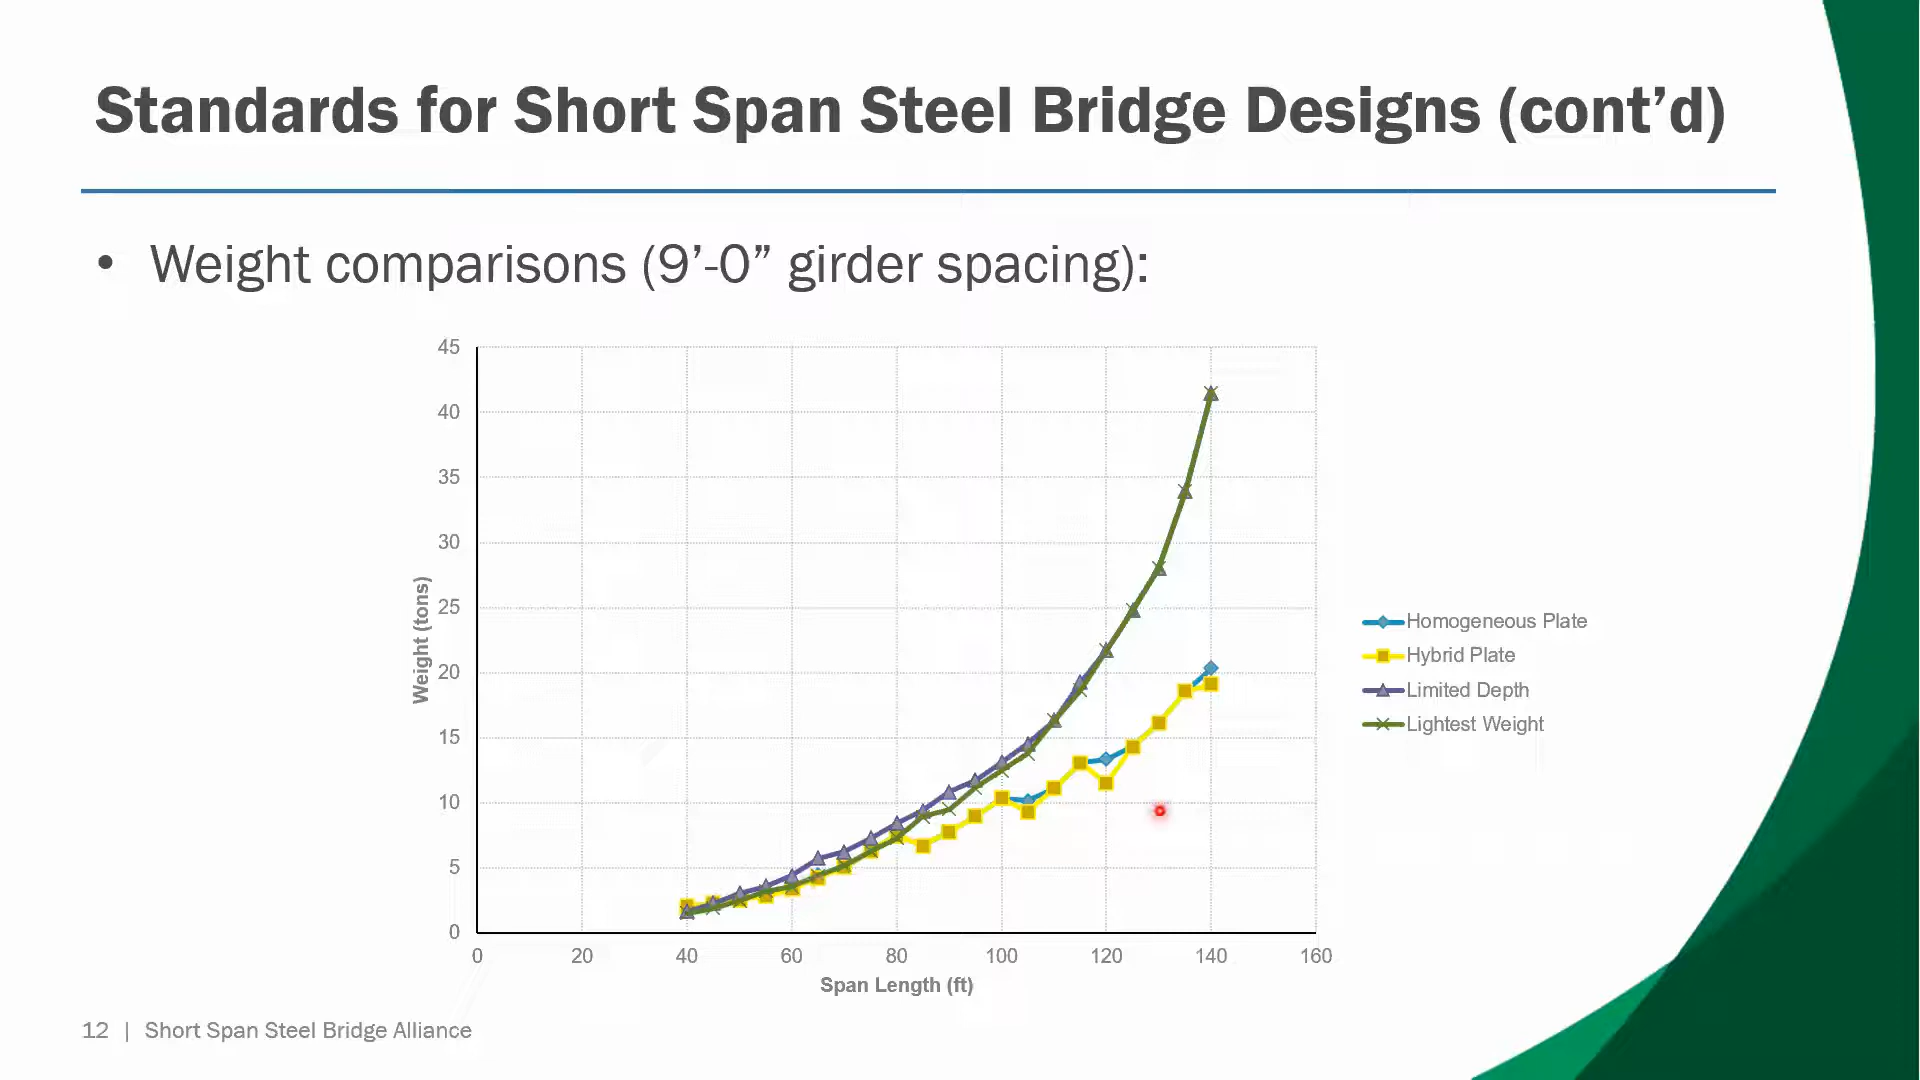 Standards for Short Span Steel Bridge Designs (cont’d)
• Weight comparisons (9’-0” girder spacing):
45
40
35
30
25
20
15
10
5
0
Weight (tons)
0 20 40 60 80 100 120 140 160
Span Length (ft)
Homogeneous Plate
Hybrid Plate
Limited Depth
Lightest Weight
12 | Short Span Steel Bridge Alliance